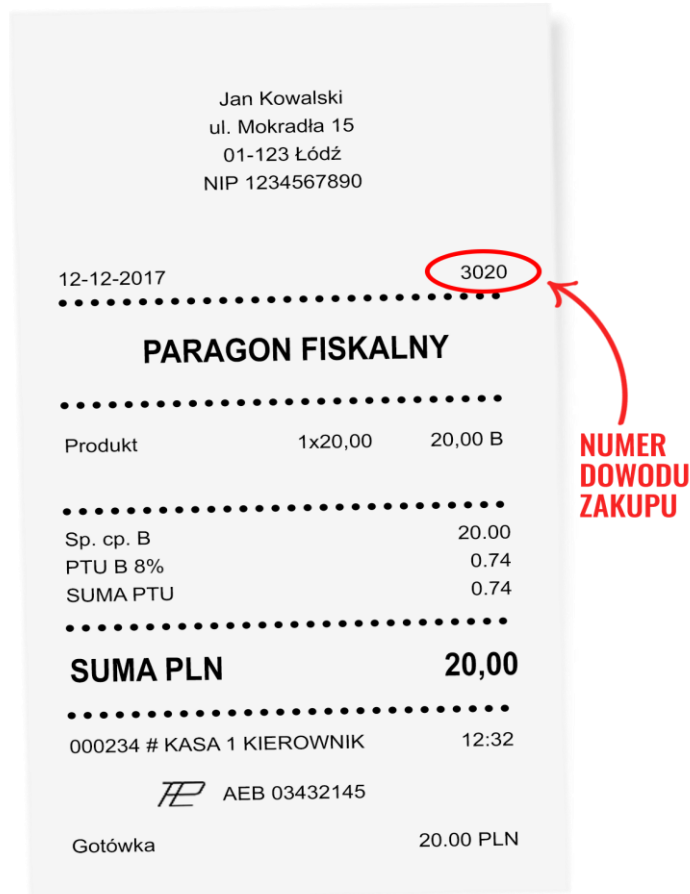 Jan Kowalski
ul. Mokradła 15
01-123 Łódź
NIP 1234567890
12-12-2017 3020
PARAGON FISKALNY
Produkt 1x20,00 20,00 B
NUMER
DOWODU
ZAKUPU
Sp. cp. B 20.00
PTU B 8% 0.74
SUMA PTU 0.74
SUMA PLN 20,00
000234 # KASA 1 KIEROWNIK 12:32
AEB 03432145
Gotówka 20.00 PLN